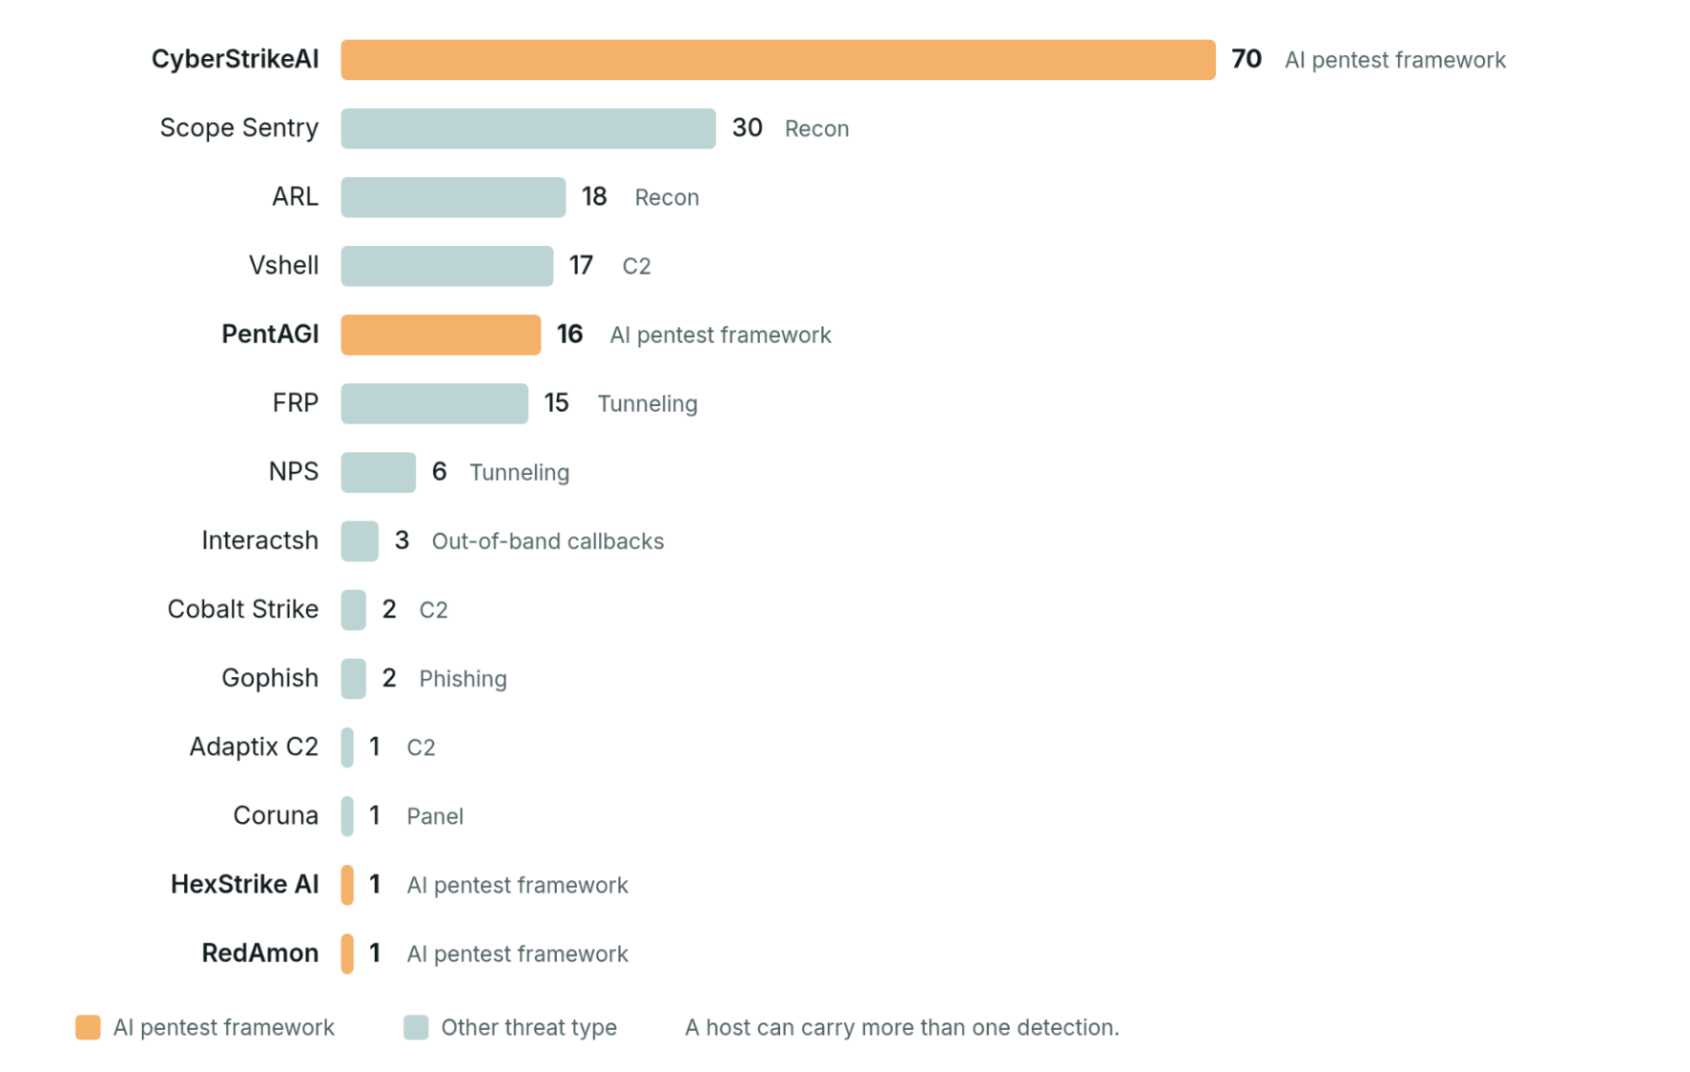 CyberStrikeAI 70 AI pentest framework
Scope Sentry 30 Recon
ARL 18 Recon
Vshell 17 C2
PentAGI 16 AI pentest framework
FRP 15 Tunneling
NPS 6 Tunneling
Interactsh 3 Out-of-band callbacks
Cobalt Strike 2 C2
Gophish 2 Phishing
Adaptix C2 1 C2
Coruna 1 Panel
HexStrike AI 1 AI pentest framework
RedAmon 1 AI pentest framework
AI pentest framework Other threat type A host can carry more than one detection.